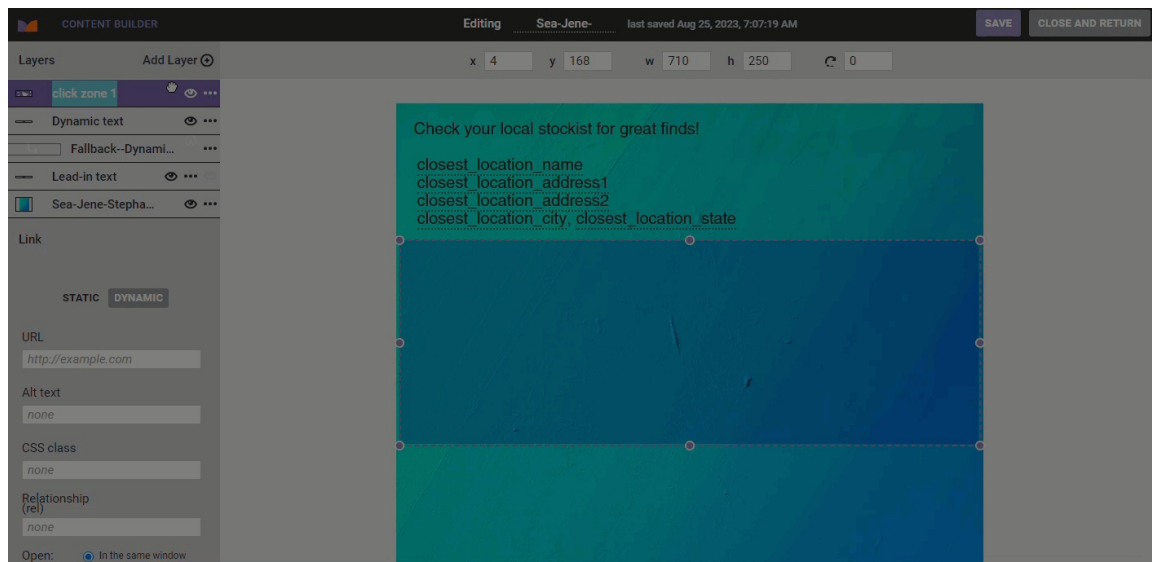 CONTENT BUILDER
Editing Sea-Jene- last saved Aug 25, 2023, 7:07:19 AM
SAVE CLOSE AND RETURN
Layers Add Layer
x 4 y 168 w 710 h 250 0
click zone 1
Dynamic text
Fallback--Dynami...
Lead-in text
Sea-Jene-Stepha...
Link
STATIC DYNAMIC
URL
http://example.com
Alt text
none
CSS class
none
Relationship
(rel)
none
Open: In the same window
Check your local stockist for great finds!
closest_location_name
closest_location_address1
closest_location_address2
closest_location_city, closest_location_state